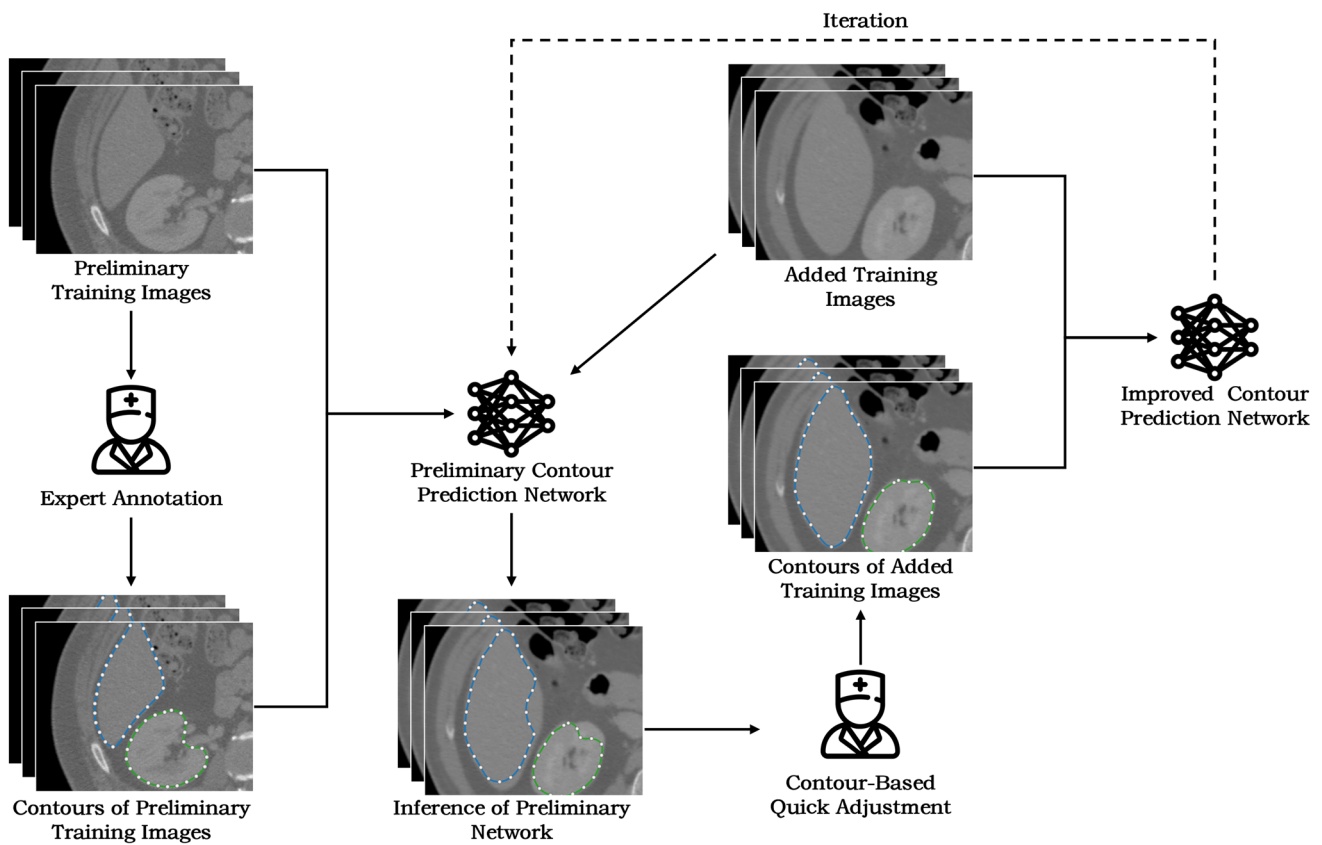 Iteration
Preliminary
Training Images
Added Training
Images
Improved Contour
Prediction Network
Expert Annotation
Preliminary Contour
Prediction Network
Contours of Added
Training Images
Contours of Preliminary
Training Images
Inference of Preliminary
Network
Contour-Based
Quick Adjustment